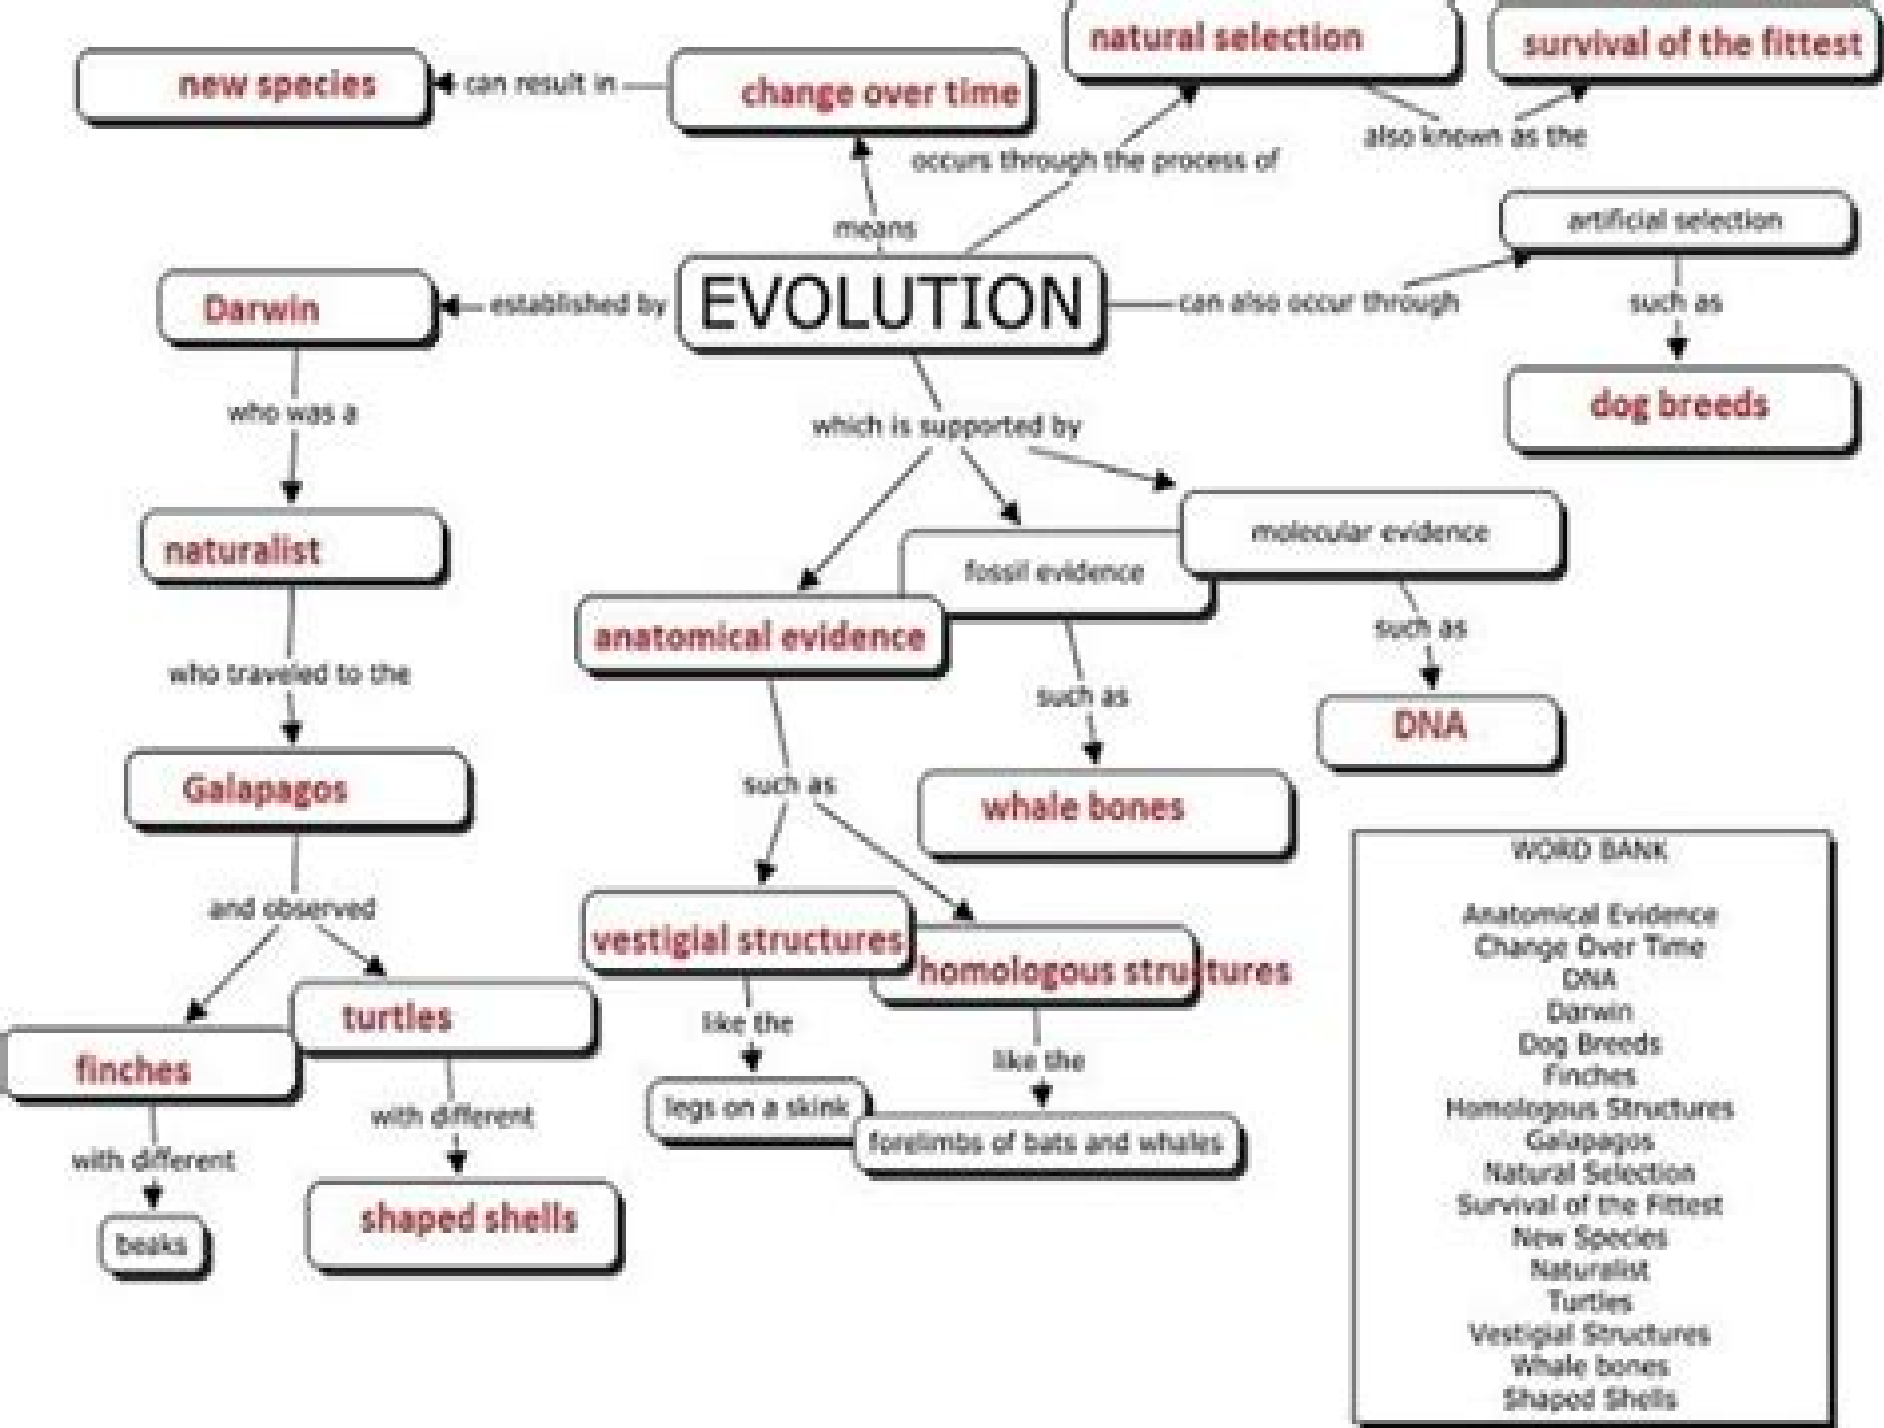 natural selection
survival of the fittest
new species
can result in
change over time
also known as the
occurs through the process of
means
artificial selection
Darwin
established by
EVOLUTION
can also occur through
such as
dog breeds
who was a
which is supported by
naturalist
molecular evidence
fossil evidence
anatomical evidence
such as
who traveled to the
such as
DNA
Galapagos
such as
whale bones
and observed
vestigial structures
homologous structures
turtles
finches
like the
like the
with different
legs on a skink
forelimbs of bats and whales
with different
shaped shells
beaks
WORD BANK
Anatomical Evidence
Change Over Time
DNA
Darwin
Dog Breeds
Finches
Homologous Structures
Galapagos
Natural Selection
Survival of the Fittest
New Species
Naturalist
Turtles
Vestigial Structures
Whale bones
Shaped Shells